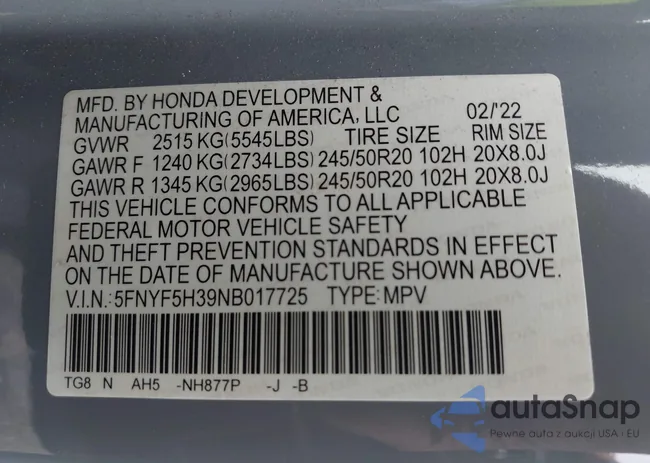 MFD. BY HONDA DEVELOPMENT &
MANUFACTURING OF AMERICA, LLC 02/'22
GVWR 2515 KG(5545LBS) TIRE SIZE RIM SIZE
GAWR F 1240 KG(2734LBS) 245/50R20 102H 20X8.0J
GAWR R 1345 KG(2965LBS) 245/50R20 102H 20X8.0J
THIS VEHICLE CONFORMS TO ALL APPLICABLE
FEDERAL MOTOR VEHICLE SAFETY
AND THEFT PREVENTION STANDARDS IN EFFECT
ON THE DATE OF MANUFACTURE SHOWN ABOVE.
V.I.N.:5FNYF5H39NB017725 TYPE:MPV
TG8 N AH5 -NH877P -J -B
autaSnap
Pewne auta z aukcji USA i EU